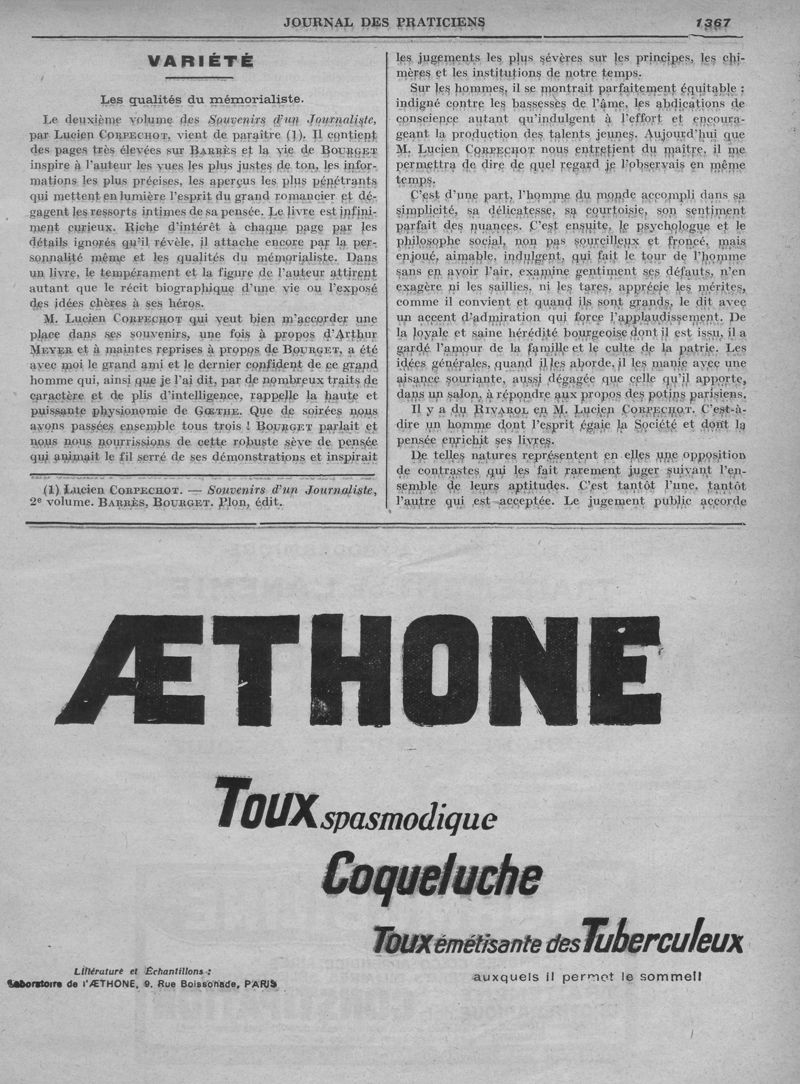 JOURNAL DES PRATICIENS 1367
VARIÉTÉ
Les qualités du mémorialiste.
Le deuxième volume des Souvenirs d'un Journaliste,
par Lucien CORPECHOT, vient de paraître (1). Il contient
des pages très élevées sur BARRÈS et la vie de BOURGET
inspire à l'auteur les vues les plus justes de ton, les infor-
mations les plus précises, les aperçus les plus pénétrants
qui mettent en lumière l'esprit du grand romancier et dé-
gagent les ressorts intimes de sa pensée. Le livre est infini-
ment curieux. Riche d'intérêt à chaque page par les
détails ignorés qu'il révèle, il attache encore par la per-
sonnalité même et les qualités du mémorialiste. Dans
un livre, le tempérament et la figure de l'auteur attirent
autant que le récit biographique d'une vie ou l'exposé
des idées chères à ses héros.
M. Lucien CORPECHOT qui veut bien m'accorder une
place dans ses souvenirs, une fois à propos d'Arthur
MEYER et à maintes reprises à propos de BOURGET, a été
avec moi le grand ami et le dernier confident de ce grand
homme qui, ainsi que je l'ai dit, par de nombreux traits de
caractère et de plis d'intelligence, rappelle la haute et
puissante physionomie de GŒTHE. Que de soirées nous
avons passées ensemble tous trois ! BOURGET parlait et
nous nous nourrissions de cette robuste sève de pensée
qui animait le fil serré de ses démonstrations et inspirait
(1) Lucien CORPECHOT. — Souvenirs d'un Journaliste,
2e volume. BARRÈS, BOURGET. Plon, édit.
les jugements les plus sévères sur les principes, les chi-
mères et les institutions de notre temps.
Sur les hommes, il se montrait parfaitement équitable :
indigné contre les bassesses de l'âme, les abdications de
conscience autant qu'indulgent à l'effort et encoura-
geant la production des talents jeunes. Aujourd'hui que
M. Lucien CORPECHOT nous entretient du maître, il me
permettra de dire de quel regard je l'observais en même
temps.
C'est d'une part, l'homme du monde accompli dans sa
simplicité, sa délicatesse, sa courtoisie, son sentiment
parfait des nuances. C'est ensuite, le psychologue et le
philosophe social, non pas sourcilleux et froncé, mais
enjoué, aimable, indulgent, qui fait le tour de l'homme
sans en avoir l'air, examine gentiment ses défauts, n'en
exagère ni les saillies, ni les tares, apprécie les mérites,
comme il convient et quand ils sont grands, le dit avec
un accent d'admiration qui force l'applaudissement. De
la loyale et saine hérédité bourgeoise dont il est issu, il a
gardé l'amour de la famille et le culte de la patrie. Les
idées générales, quand il les aborde, il les manie avec une
aisance souriante, aussi dégagée que celle qu'il apporte,
dans un salon, à répondre aux propos des potins parisiens.
Il y a du RIVAROL en M. Lucien CORPECHOT. C'est-à-
dire un homme dont l'esprit égaie la Société et dont la
pensée enrichit ses livres.
De telles natures représentent en elles une opposition
de contrastes qui les fait rarement juger suivant l'en-
semble de leurs aptitudes. C'est tantôt l'une, tantôt
l'autre qui est acceptée. Le jugement public accorde
ÆTHONE
Toux spasmodique
Coqueluche
Toux émétisante des Tuberculeux
auxquels il permet le sommeil
Littérature et Échantillons :
Laboratoire de l'ÆTHONE, 9, Rue Boissonade, PARIS